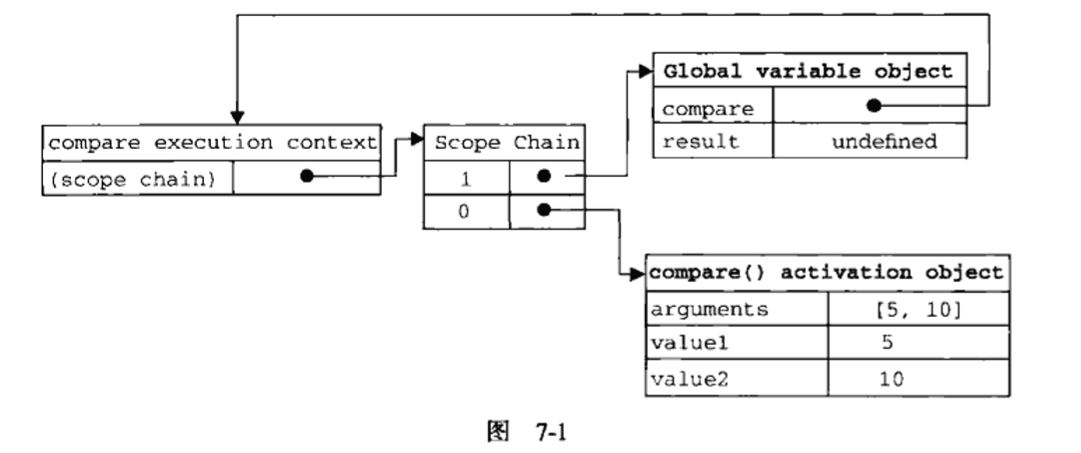 Global variable object
compare
result undefined
compare execution context
(scope chain)
Scope Chain
1
0
compare() activation object
arguments [5, 10]
value1 5
value2 10
图 7-1